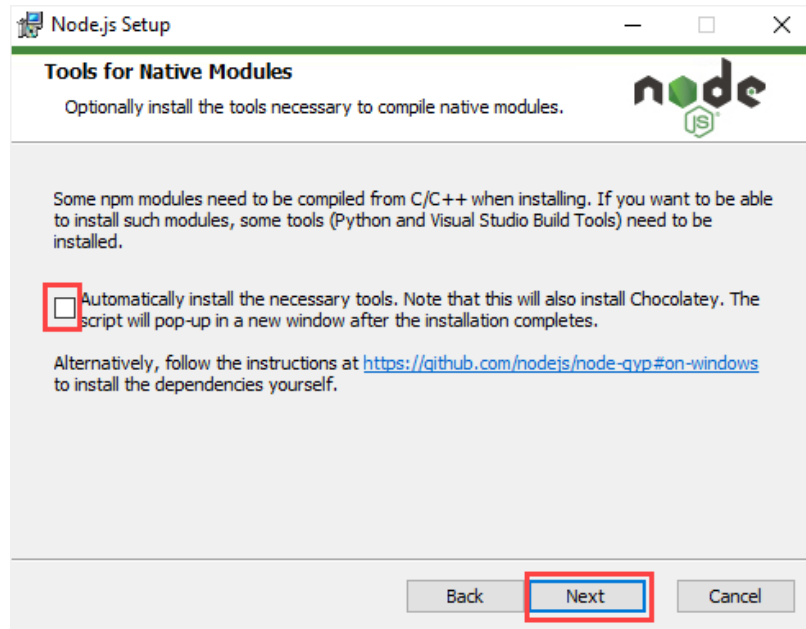 Node.js Setup
Tools for Native Modules
Optionally install the tools necessary to compile native modules.
node
JS
Some npm modules need to be compiled from C/C++ when installing. If you want to be able
to install such modules, some tools (Python and Visual Studio Build Tools) need to be
installed.
Automatically install the necessary tools. Note that this will also install Chocolatey. The
script will pop-up in a new window after the installation completes.
Alternatively, follow the instructions at https://github.com/nodejs/node-gyp#on-windows
to install the dependencies yourself.
Back Next Cancel